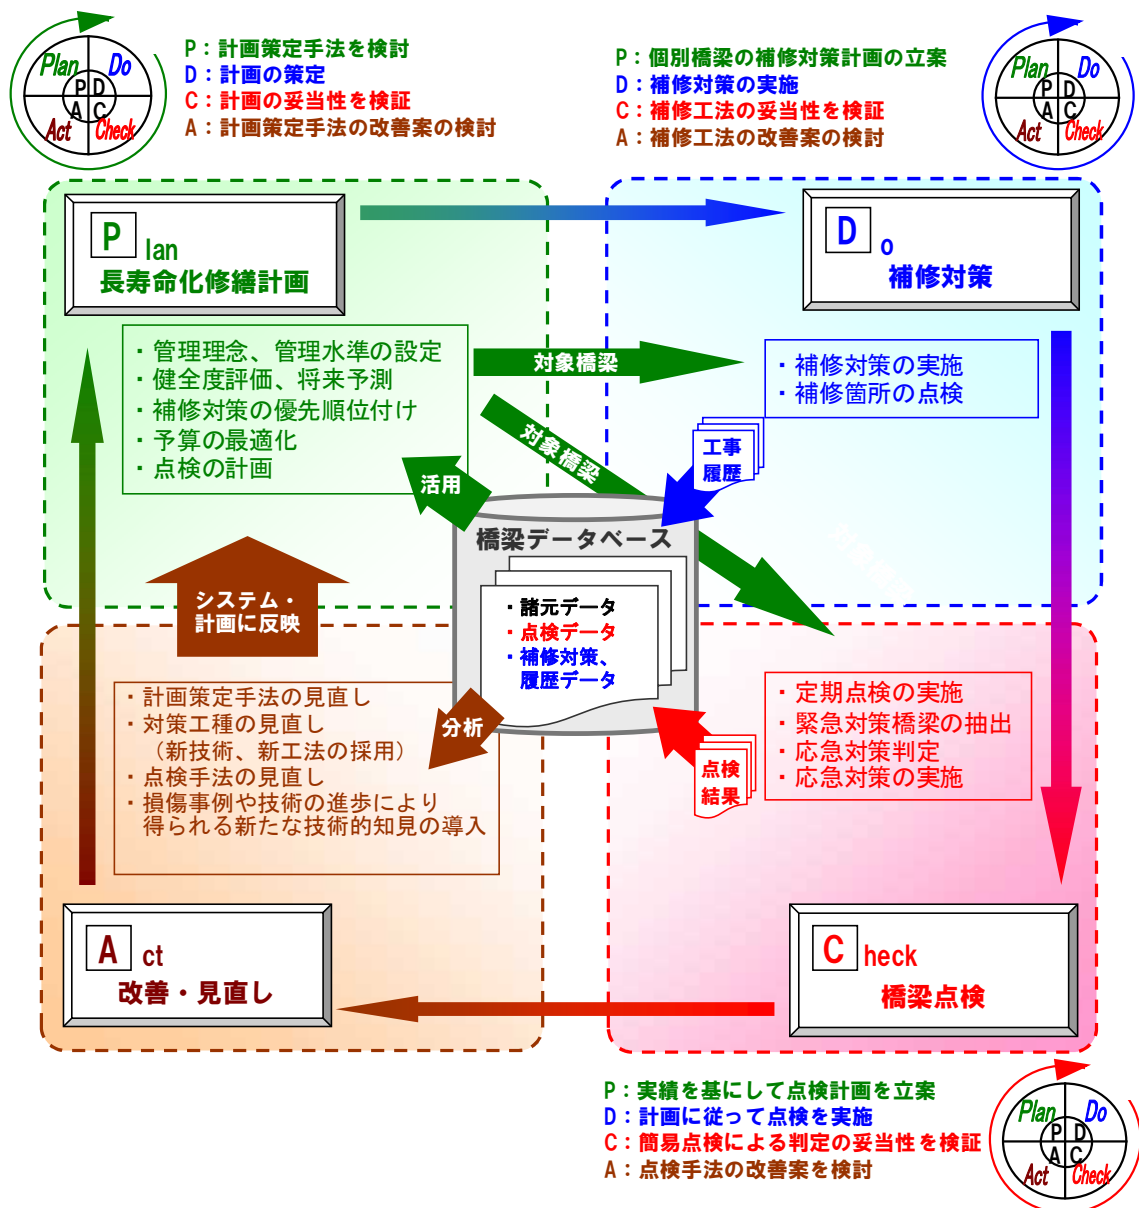 Plan
Do
P D
A C
Act
Check
P：計画策定手法を検討
D：計画の策定
C：計画の妥当性を検証
A：計画策定手法の改善案の検討
P：個別橋梁の補修対策計画の立案
D：補修対策の実施
C：補修工法の妥当性を検証
A：補修工法の改善案の検討
Plan
Do
P D
A C
Act
Check
P lan
長寿命化修繕計画
D o
補修対策
・管理理念、管理水準の設定
・健全度評価、将来予測
・補修対策の優先順位付け
・予算の最適化
・点検の計画
対象橋梁
対象橋梁
・補修対策の実施
・補修箇所の点検
工事
履歴
活用
橋梁データベース
・諸元データ
・点検データ
・補修対策、
履歴データ
システム・
計画に反映
分析
点検
結果
・計画策定手法の見直し
・対策工種の見直し
（新技術、新工法の採用）
・点検手法の見直し
・損傷事例や技術の進歩により
得られる新たな技術的知見の導入
・定期点検の実施
・緊急対策橋梁の抽出
・応急対策判定
・応急対策の実施
A ct
改善・見直し
C heck
橋梁点検
P：実績を基にして点検計画を立案
D：計画に従って点検を実施
C：簡易点検による判定の妥当性を検証
A：点検手法の改善案を検討
Plan
Do
P D
A C
Act
Check